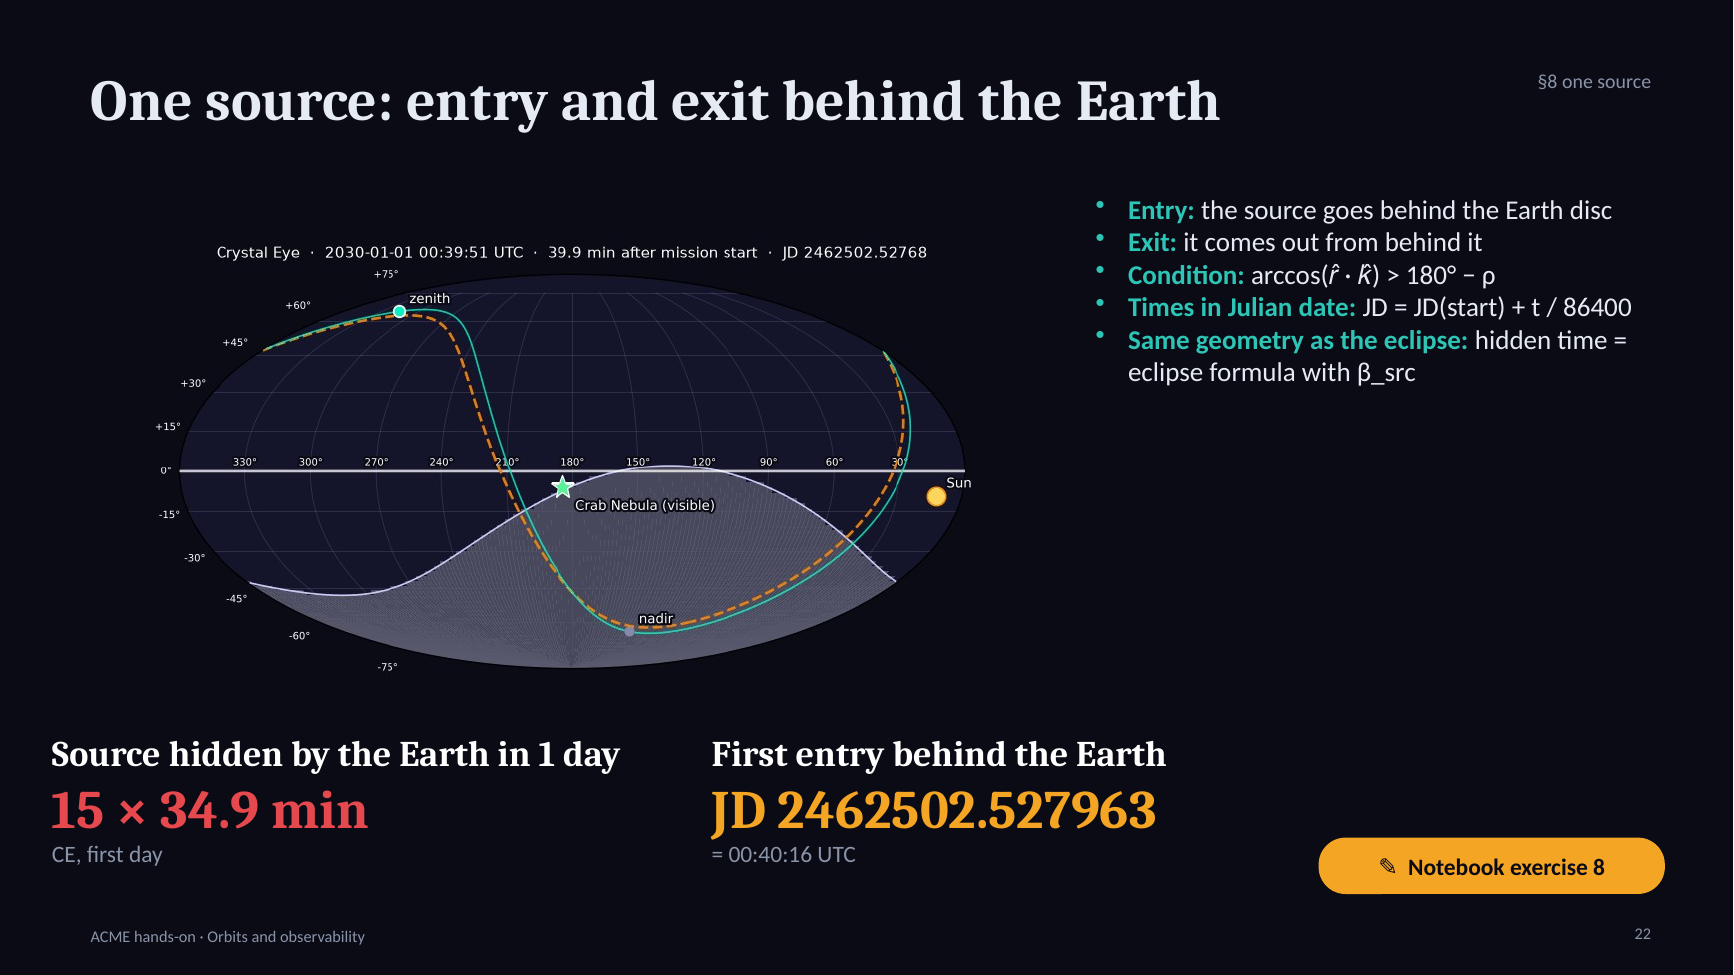 One source: entry and exit behind the Earth
§8 one source
Crystal Eye · 2030-01-01 00:39:51 UTC · 39.9 min after mission start · JD 2462502.52768
+75°
+60°
+45°
+30°
+15°
0°
-15°
-30°
-45°
-60°
-75°
330° 300° 270° 240° 210° 180° 150° 120° 90° 60° 30°
zenith
Sun
Crab Nebula (visible)
nadir
• Entry: the source goes behind the Earth disc
• Exit: it comes out from behind it
• Condition: arccos(r̂ · k̂) > 180° − ρ
• Times in Julian date: JD = JD(start) + t / 86400
• Same geometry as the eclipse: hidden time =
eclipse formula with β_src
Source hidden by the Earth in 1 day
15 × 34.9 min
CE, first day
First entry behind the Earth
JD 2462502.527963
= 00:40:16 UTC
✎ Notebook exercise 8
ACME hands-on · Orbits and observability
22